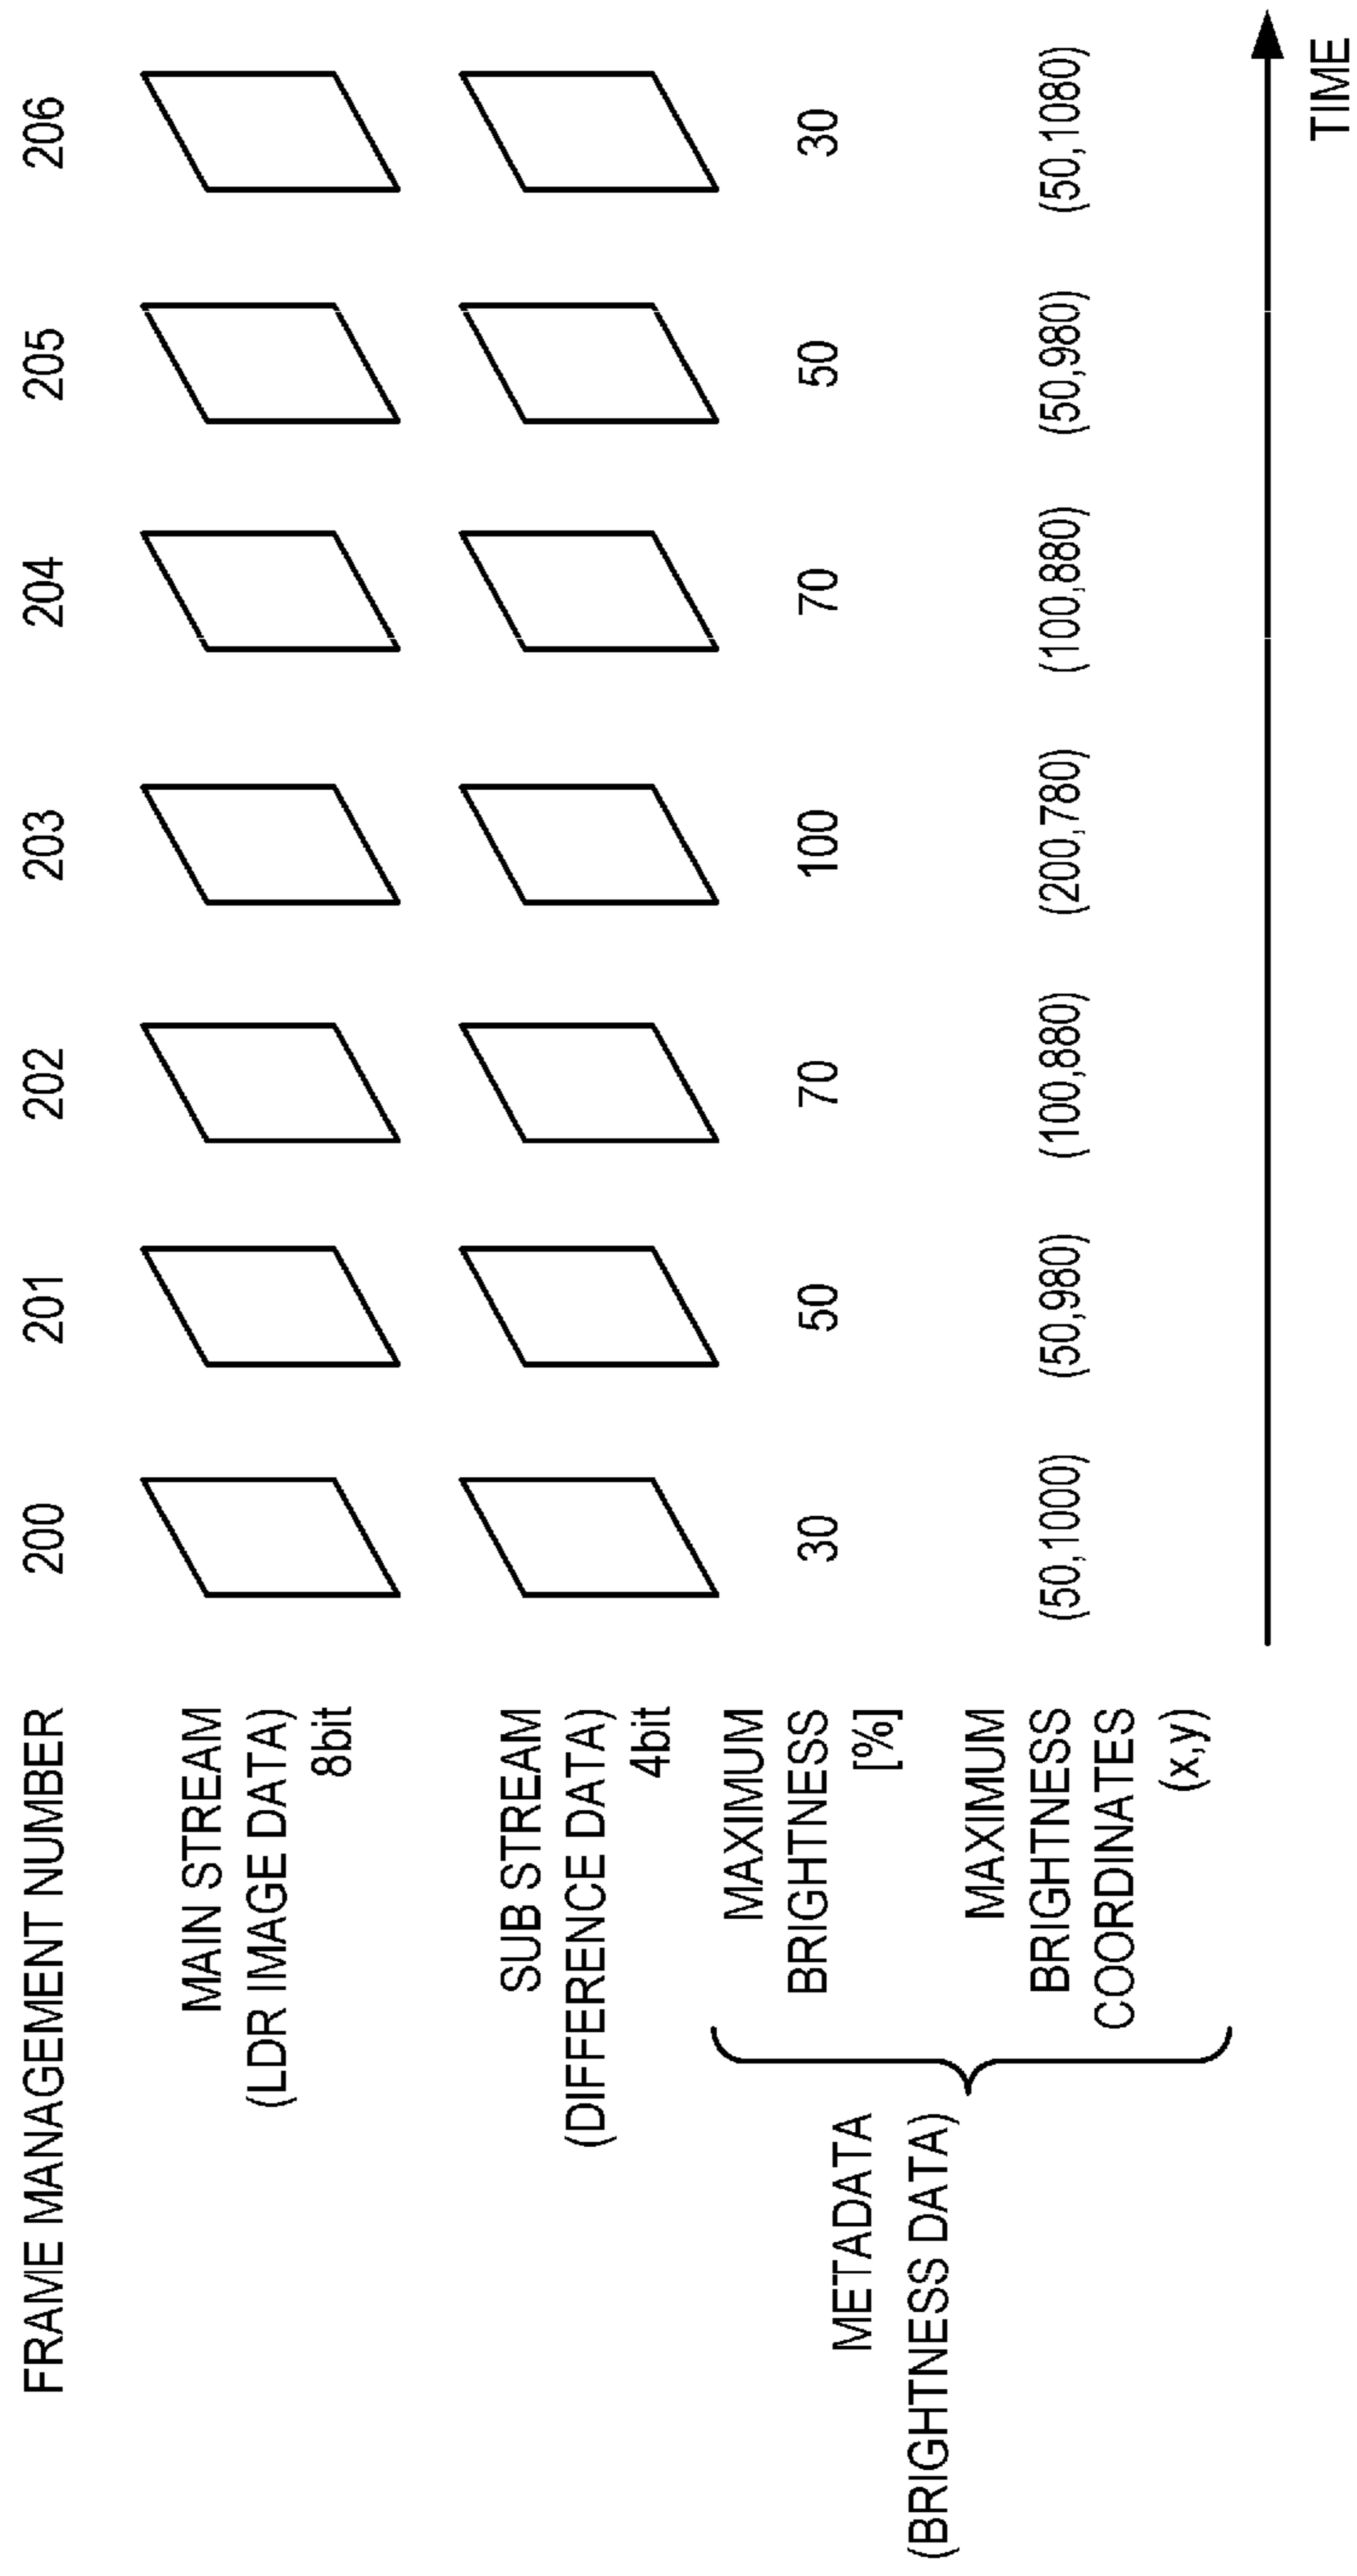 FRAME MANAGEMENT NUMBER 200 201 202 203 204 205 206
MAIN STREAM
(LDR IMAGE DATA)
8bit
SUB STREAM
(DIFFERENCE DATA)
4bit
METADATA
(BRIGHTNESS DATA)
MAXIMUM
BRIGHTNESS
[%]
30 50 70 100 70 50 30
MAXIMUM
BRIGHTNESS
COORDINATES
(x,y)
(50,1000) (50,980) (100,880) (200,780) (100,880) (50,980) (50,1080)
TIME